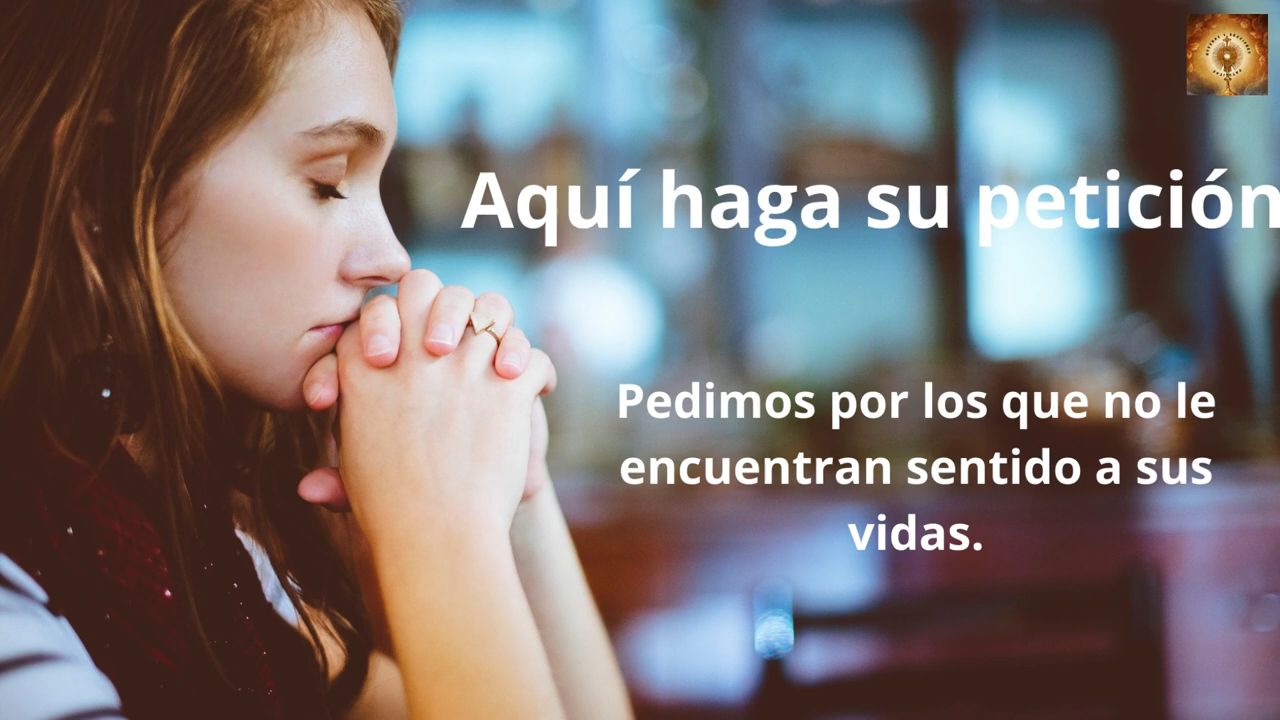 Aquí haga su petición
Pedimos por los que no le
encuentran sentido a sus
vidas.